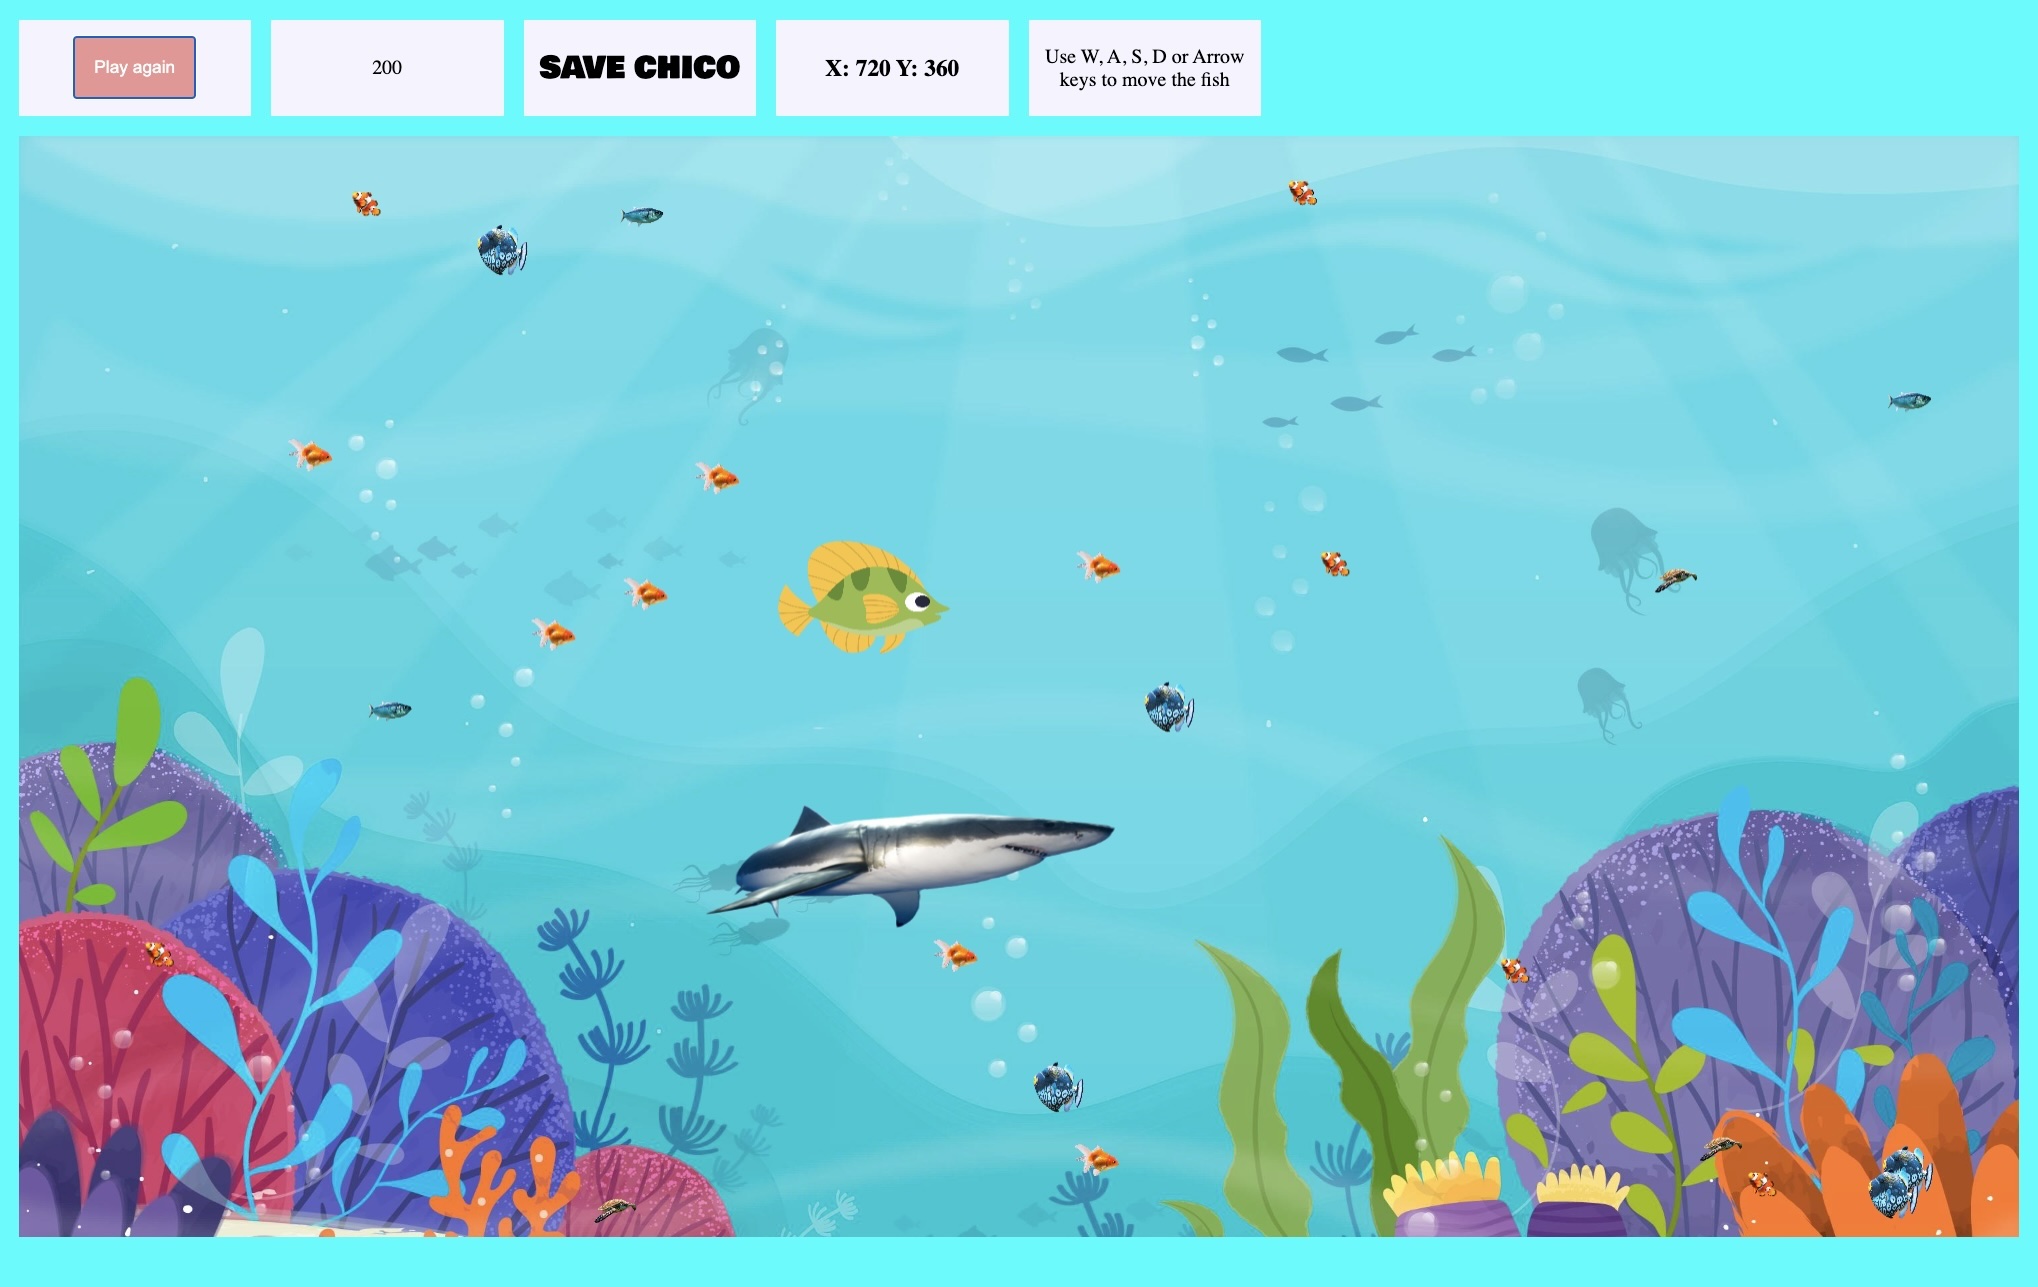 Play again
200
SAVE CHICO
X: 720 Y: 360
Use W, A, S, D or Arrow
keys to move the fish